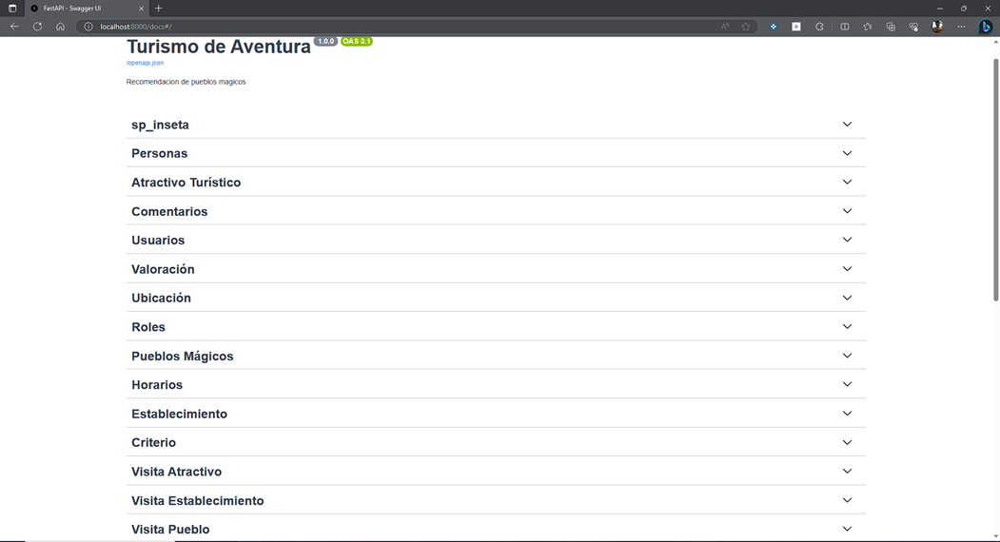 FastAPI - Swagger UI
localhost:8000/docs#/
Turismo de Aventura 1.0.0 OAS 3.1
/openapi.json
Recomendacion de pueblos magicos
sp_inseta
Personas
Atractivo Turístico
Comentarios
Usuarios
Valoración
Ubicación
Roles
Pueblos Mágicos
Horarios
Establecimiento
Criterio
Visita Atractivo
Visita Establecimiento
Visita Pueblo